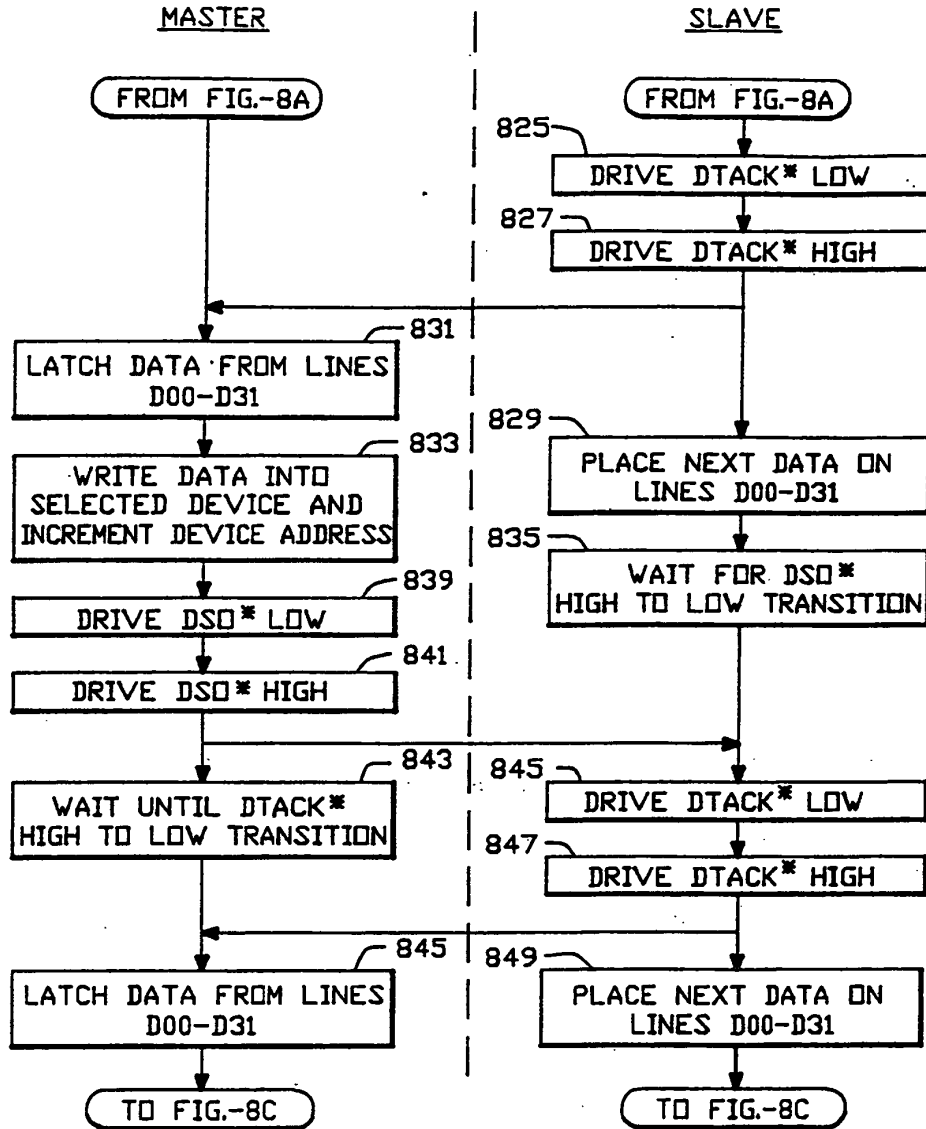 MASTER
SLAVE
FROM FIG.-8A
FROM FIG.-8A
825
DRIVE DTACK* LOW
827
DRIVE DTACK* HIGH
831
LATCH DATA FROM LINES
D00-D31
829
PLACE NEXT DATA ON
LINES D00-D31
833
WRITE DATA INTO
SELECTED DEVICE AND
INCREMENT DEVICE ADDRESS
835
WAIT FOR DSO*
HIGH TO LOW TRANSITION
839
DRIVE DSO* LOW
841
DRIVE DSO* HIGH
843
WAIT UNTIL DTACK*
HIGH TO LOW TRANSITION
845
DRIVE DTACK* LOW
847
DRIVE DTACK* HIGH
845
LATCH DATA FROM LINES
D00-D31
849
PLACE NEXT DATA ON
LINES D00-D31
TO FIG.-8C
TO FIG.-8C